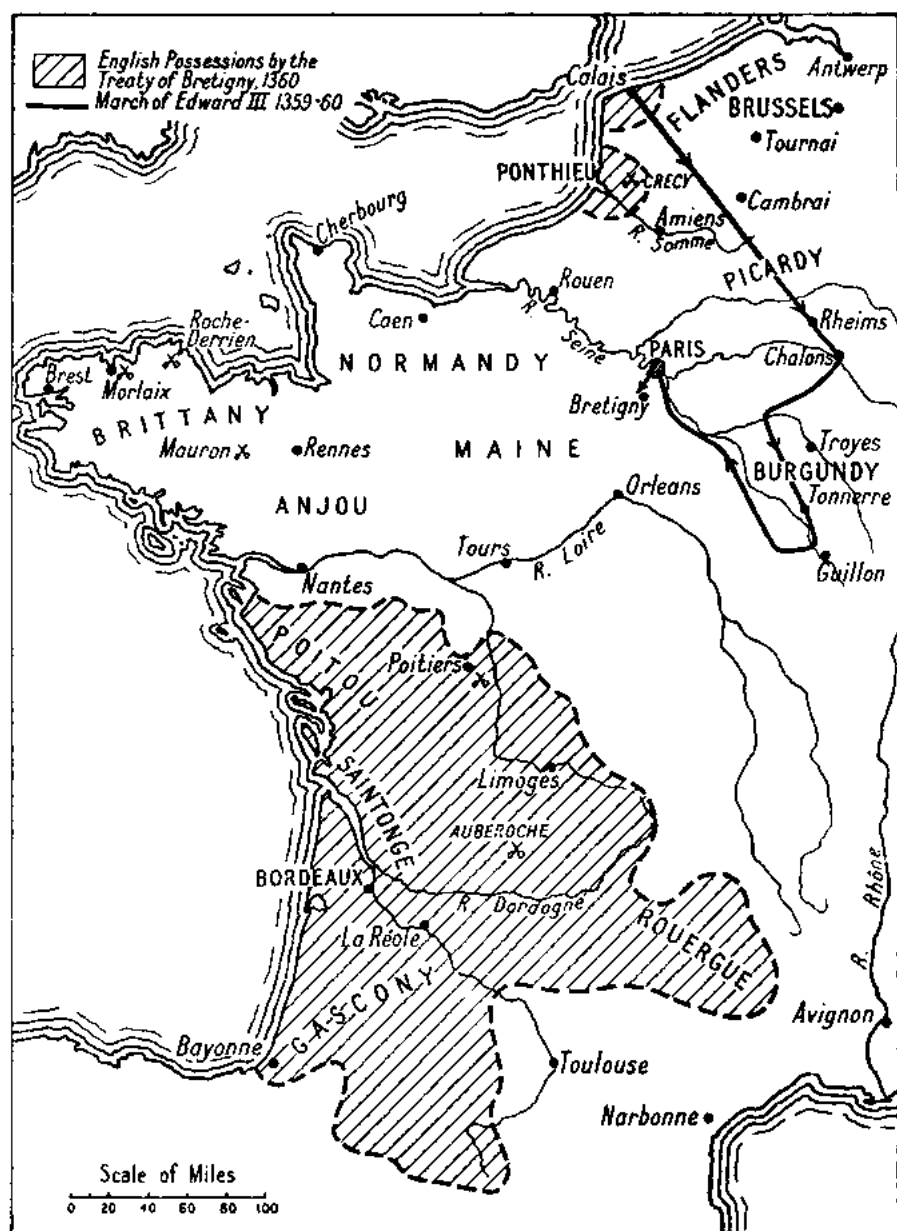 English Possessions by the
Treaty of Bretigny, 1360
March of Edward III 1359-60
Calais
FLANDERS
Antwerp
BRUSSELS
Tournai
PONTHIEU
CRECY
Cambrai
Amiens
R. Somme
Cherbourg
PICARDY
Rouen
Caen
R. Seine
Rheims
Roche-
Derrien
NORMANDY
PARIS
Chalons
Brest
Morlaix
Bretigny
BRITTANY
Mauron
Rennes
MAINE
Troyes
BURGUNDY
ANJOU
Orleans
Tonnerre
Tours
R. Loire
Guillon
Nantes
POITOU
Poitiers
SAINTONGE
Limoges
AUBEROCHE
BORDEAUX
R. Dordogne
R. Rhône
La Réole
ROUERGUE
GASCONY
Avignon
Bayonne
Toulouse
Narbonne
Scale of Miles
0 20 40 60 80 100